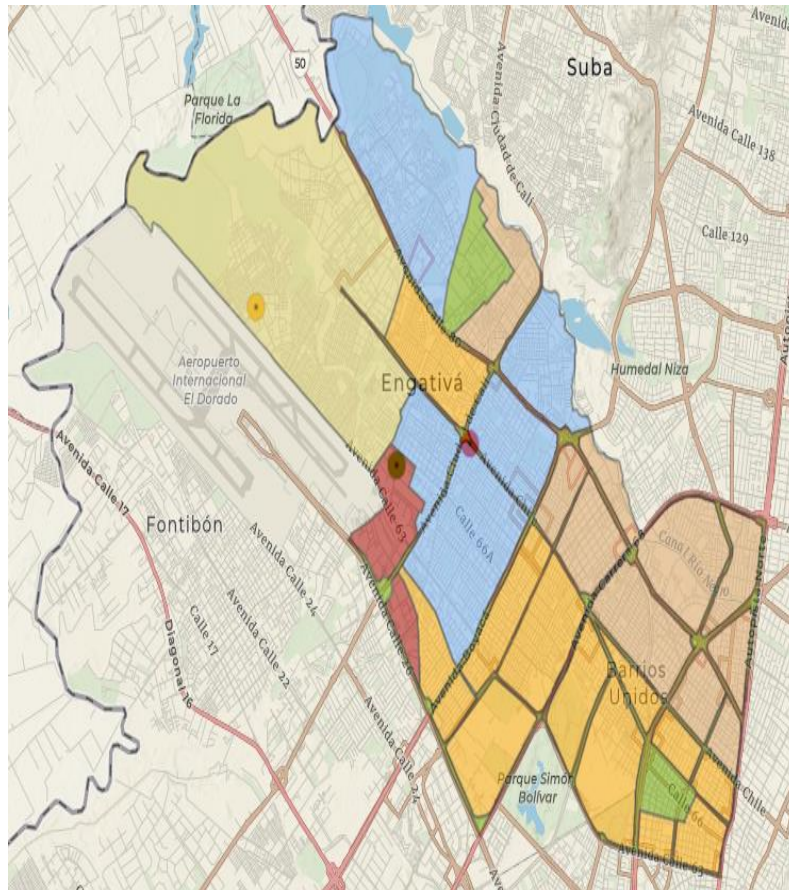 Suba
Avenida
50
Parque La
Florida
Avenida Ciudad de Cali
Avenida Calle 138
Calle 129
Avenida Calle 80
Aeropuerto
Internacional
El Dorado
Engativá
Humedal Niza
Avenida Calle 17
Fontibón
Avenida Calle 63
Calle 66A
Avenida Calle 24
Calle 17
Avenida Calle 22
Diagonal 16
Avenida Calle 26
Avenida Calle 24
Canal Río Nuevo
Autopista Norte
Barrios
Unidos
Parque Simón
Bolívar
Avenida Chile
Calle 66
Avenida Calle 63